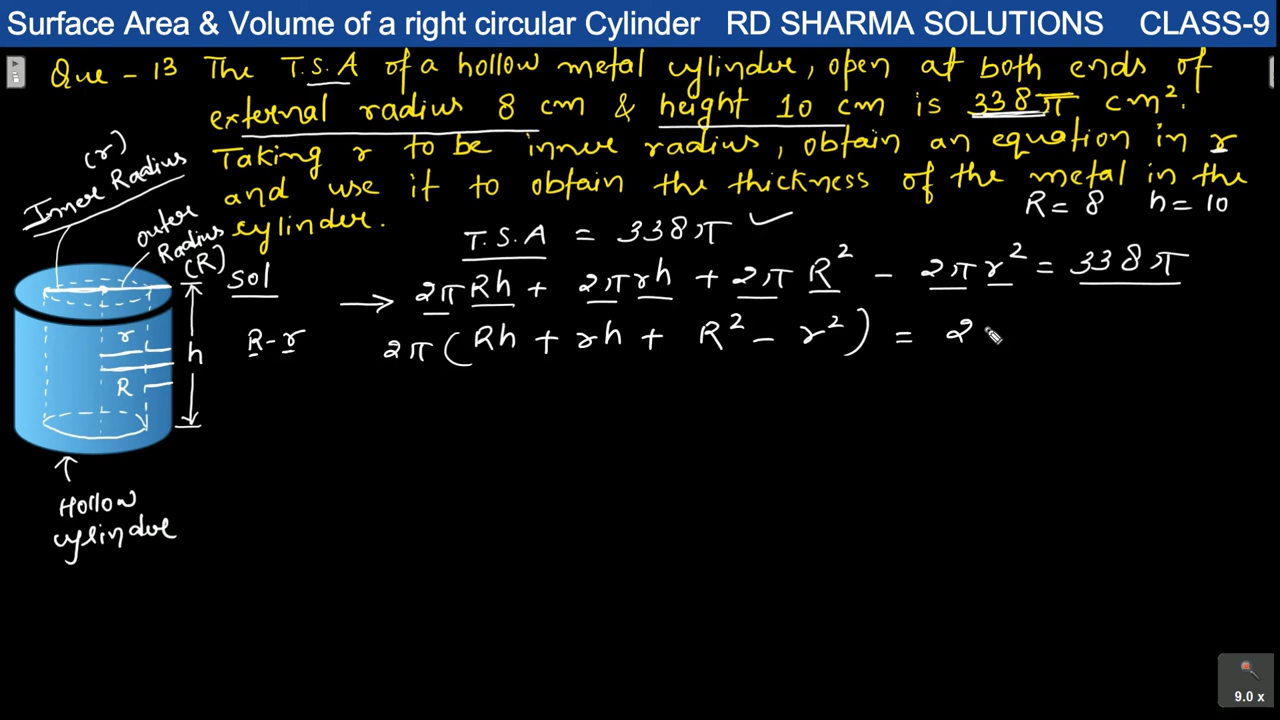 Surface Area & Volume of a right circular Cylinder RD SHARMA SOLUTIONS CLASS-9
Que - 13 The T.S.A of a hollow metal cylinder, open at both ends of
external radius 8 cm & height 10 cm is 338π cm².
Taking r to be inner radius, obtain an equation in r
and use it to obtain the thickness of the metal in the
cylinder.
R = 8 h = 10
(r)
Inner Radius
outer
Radius
(R)
T.S.A = 338π ✓
Sol
→ 2πRh + 2πrh + 2πR² - 2πr² = 338π
R - r
2π(Rh + rh + R² - r²) = 2
r
h
R
↑
Hollow
cylinder
9.0 x